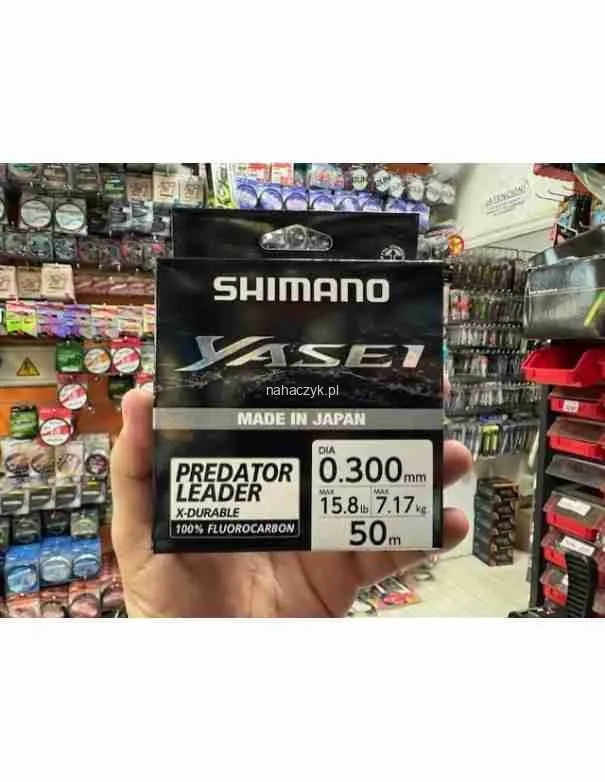 SHIMANO
YASEI
nahaczyk.pl
MADE IN JAPAN
PREDATOR
LEADER
X-DURABLE
100% FLUOROCARBON
DIA
0.300mm
MAX 15.8lb MAX 7.17kg
50m